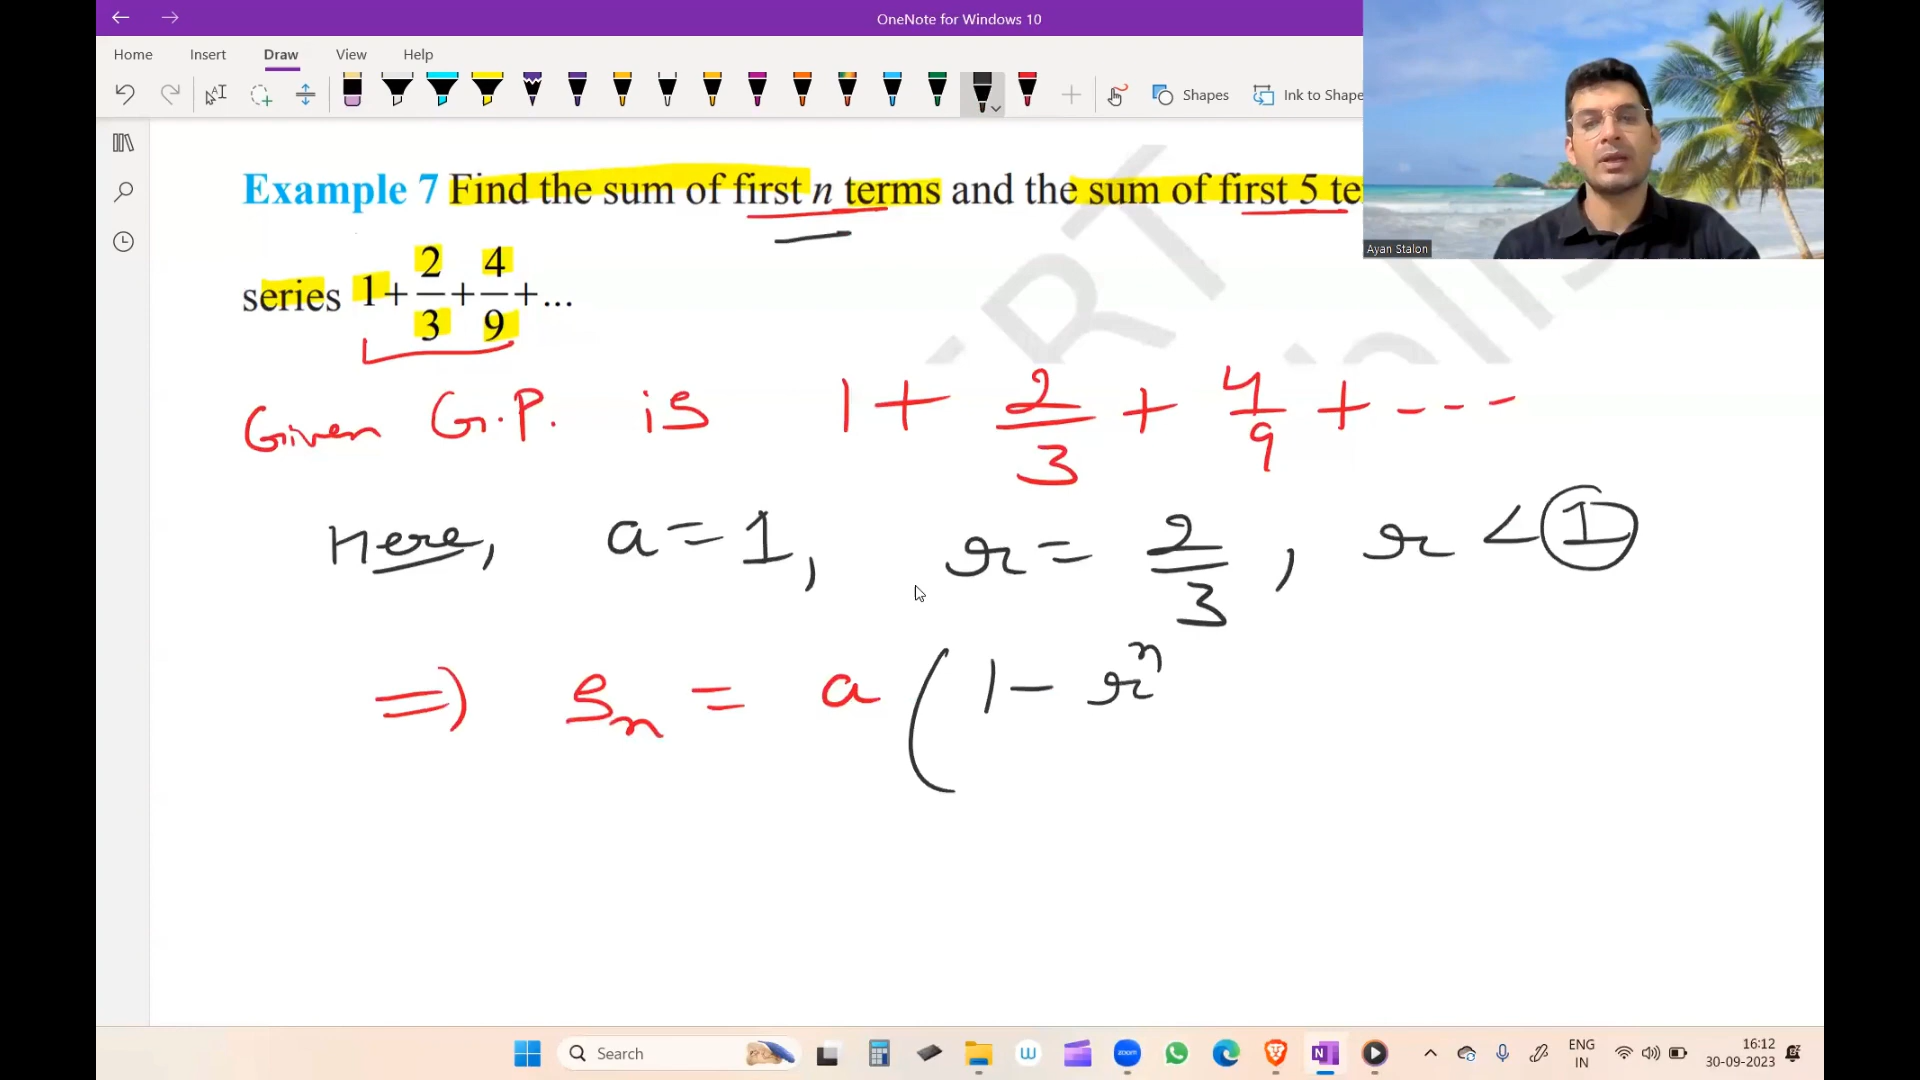 OneNote for Windows 10
Home Insert Draw View Help
Shapes Ink to Shape
Ayan Stalon
Example 7 Find the sum of first n terms and the sum of first 5 te
series 1+2/3+4/9+...
Given G.P. is 1 + 2/3 + 4/9 + ----
Here, a = 1, r = 2/3, r < 1
=> Sn = a ( 1 - r^n
Search
ENG
IN
16:12
30-09-2023